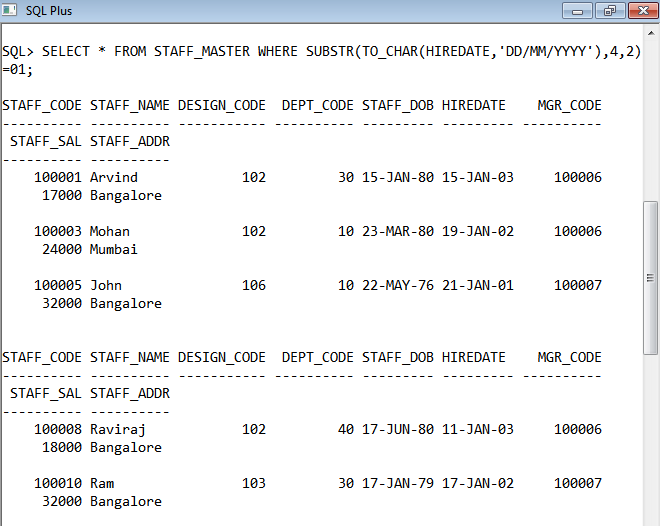 SQL Plus
SQL> SELECT * FROM STAFF_MASTER WHERE SUBSTR(TO_CHAR(HIREDATE,'DD/MM/YYYY'),4,2)
=01;
STAFF_CODE STAFF_NAME DESIGN_CODE  DEPT_CODE STAFF_DOB HIREDATE    MGR_CODE
---------- ---------- ----------- ---------- --------- --------- ----------
 STAFF_SAL STAFF_ADDR
---------- ----------
    100001 Arvind             102         30 15-JAN-80 15-JAN-03     100006
     17000 Bangalore
    100003 Mohan              102         10 23-MAR-80 19-JAN-02     100006
     24000 Mumbai
    100005 John               106         10 22-MAY-76 21-JAN-01     100007
     32000 Bangalore
STAFF_CODE STAFF_NAME DESIGN_CODE  DEPT_CODE STAFF_DOB HIREDATE    MGR_CODE
---------- ---------- ----------- ---------- --------- --------- ----------
 STAFF_SAL STAFF_ADDR
---------- ----------
    100008 Raviraj            102         40 17-JUN-80 11-JAN-03     100006
     18000 Bangalore
    100010 Ram                103         30 17-JAN-79 17-JAN-02     100007
     32000 Bangalore